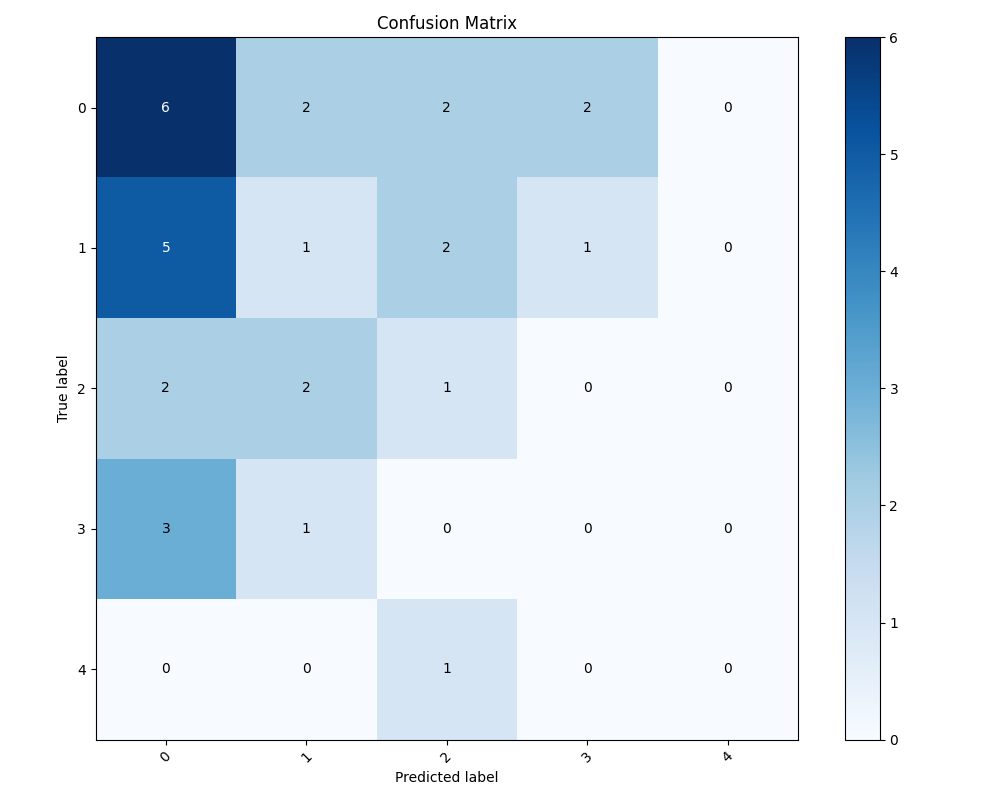 Confusion Matrix
True label
0 6 2 2 2 0
1 5 1 2 1 0
2 2 2 1 0 0
3 3 1 0 0 0
4 0 0 1 0 0
0 1 2 3 4
Predicted label
6
5
4
3
2
1
0